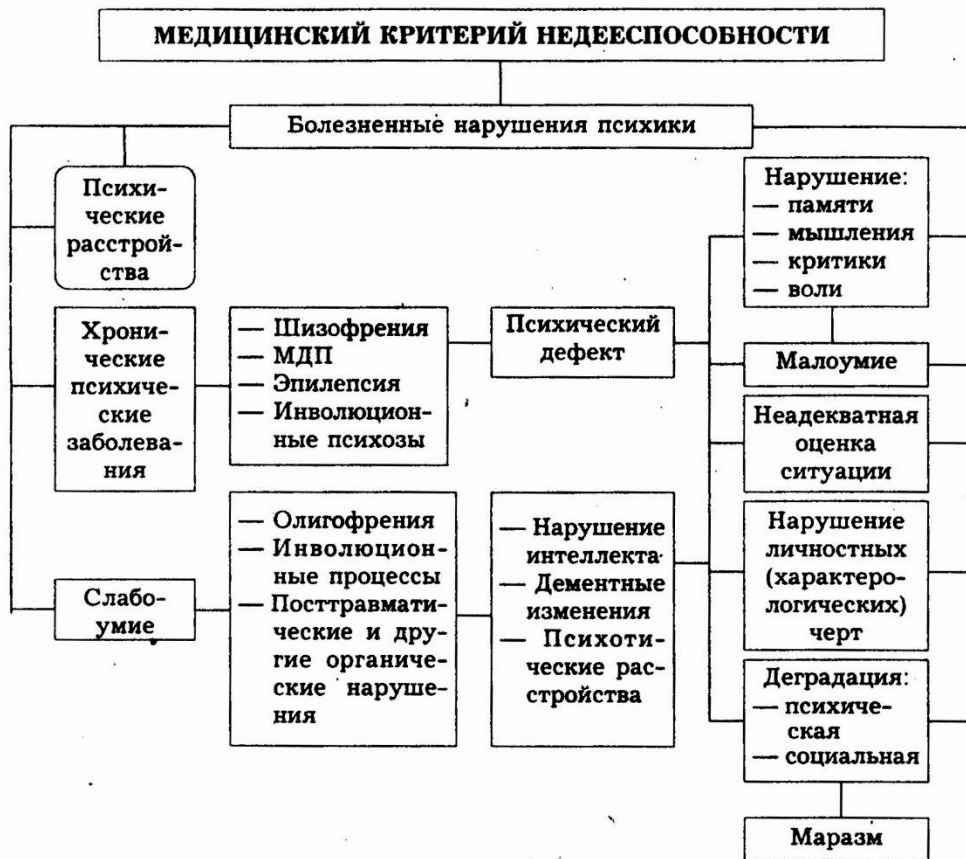 МЕДИЦИНСКИЙ КРИТЕРИЙ НЕДЕЕСПОСОБНОСТИ
Болезненные нарушения психики
Психи-
ческие
расстрой-
ства
Хрони-
ческие
психиче-
ские
заболева-
ния
— Шизофрения
— МДП
— Эпилепсия
— Инволюцион-
ные психозы
Психический
дефект
Слабо-
умие
— Олигофрения
— Инволюцион-
ные процессы
— Посттравмати-
ческие и дру-
гие органиче-
ские наруше-
ния
— Нарушение
интеллекта
— Дементные
изменения
— Психоти-
ческие рас-
стройства
Нарушение:
— памяти
— мышления
— критики
— воли
Малоумие
Неадекватная
оценка
ситуации
Нарушение
личностных
(характеро-
логических)
черт
Деградация:
— психиче-
ская
— социальная
Маразм